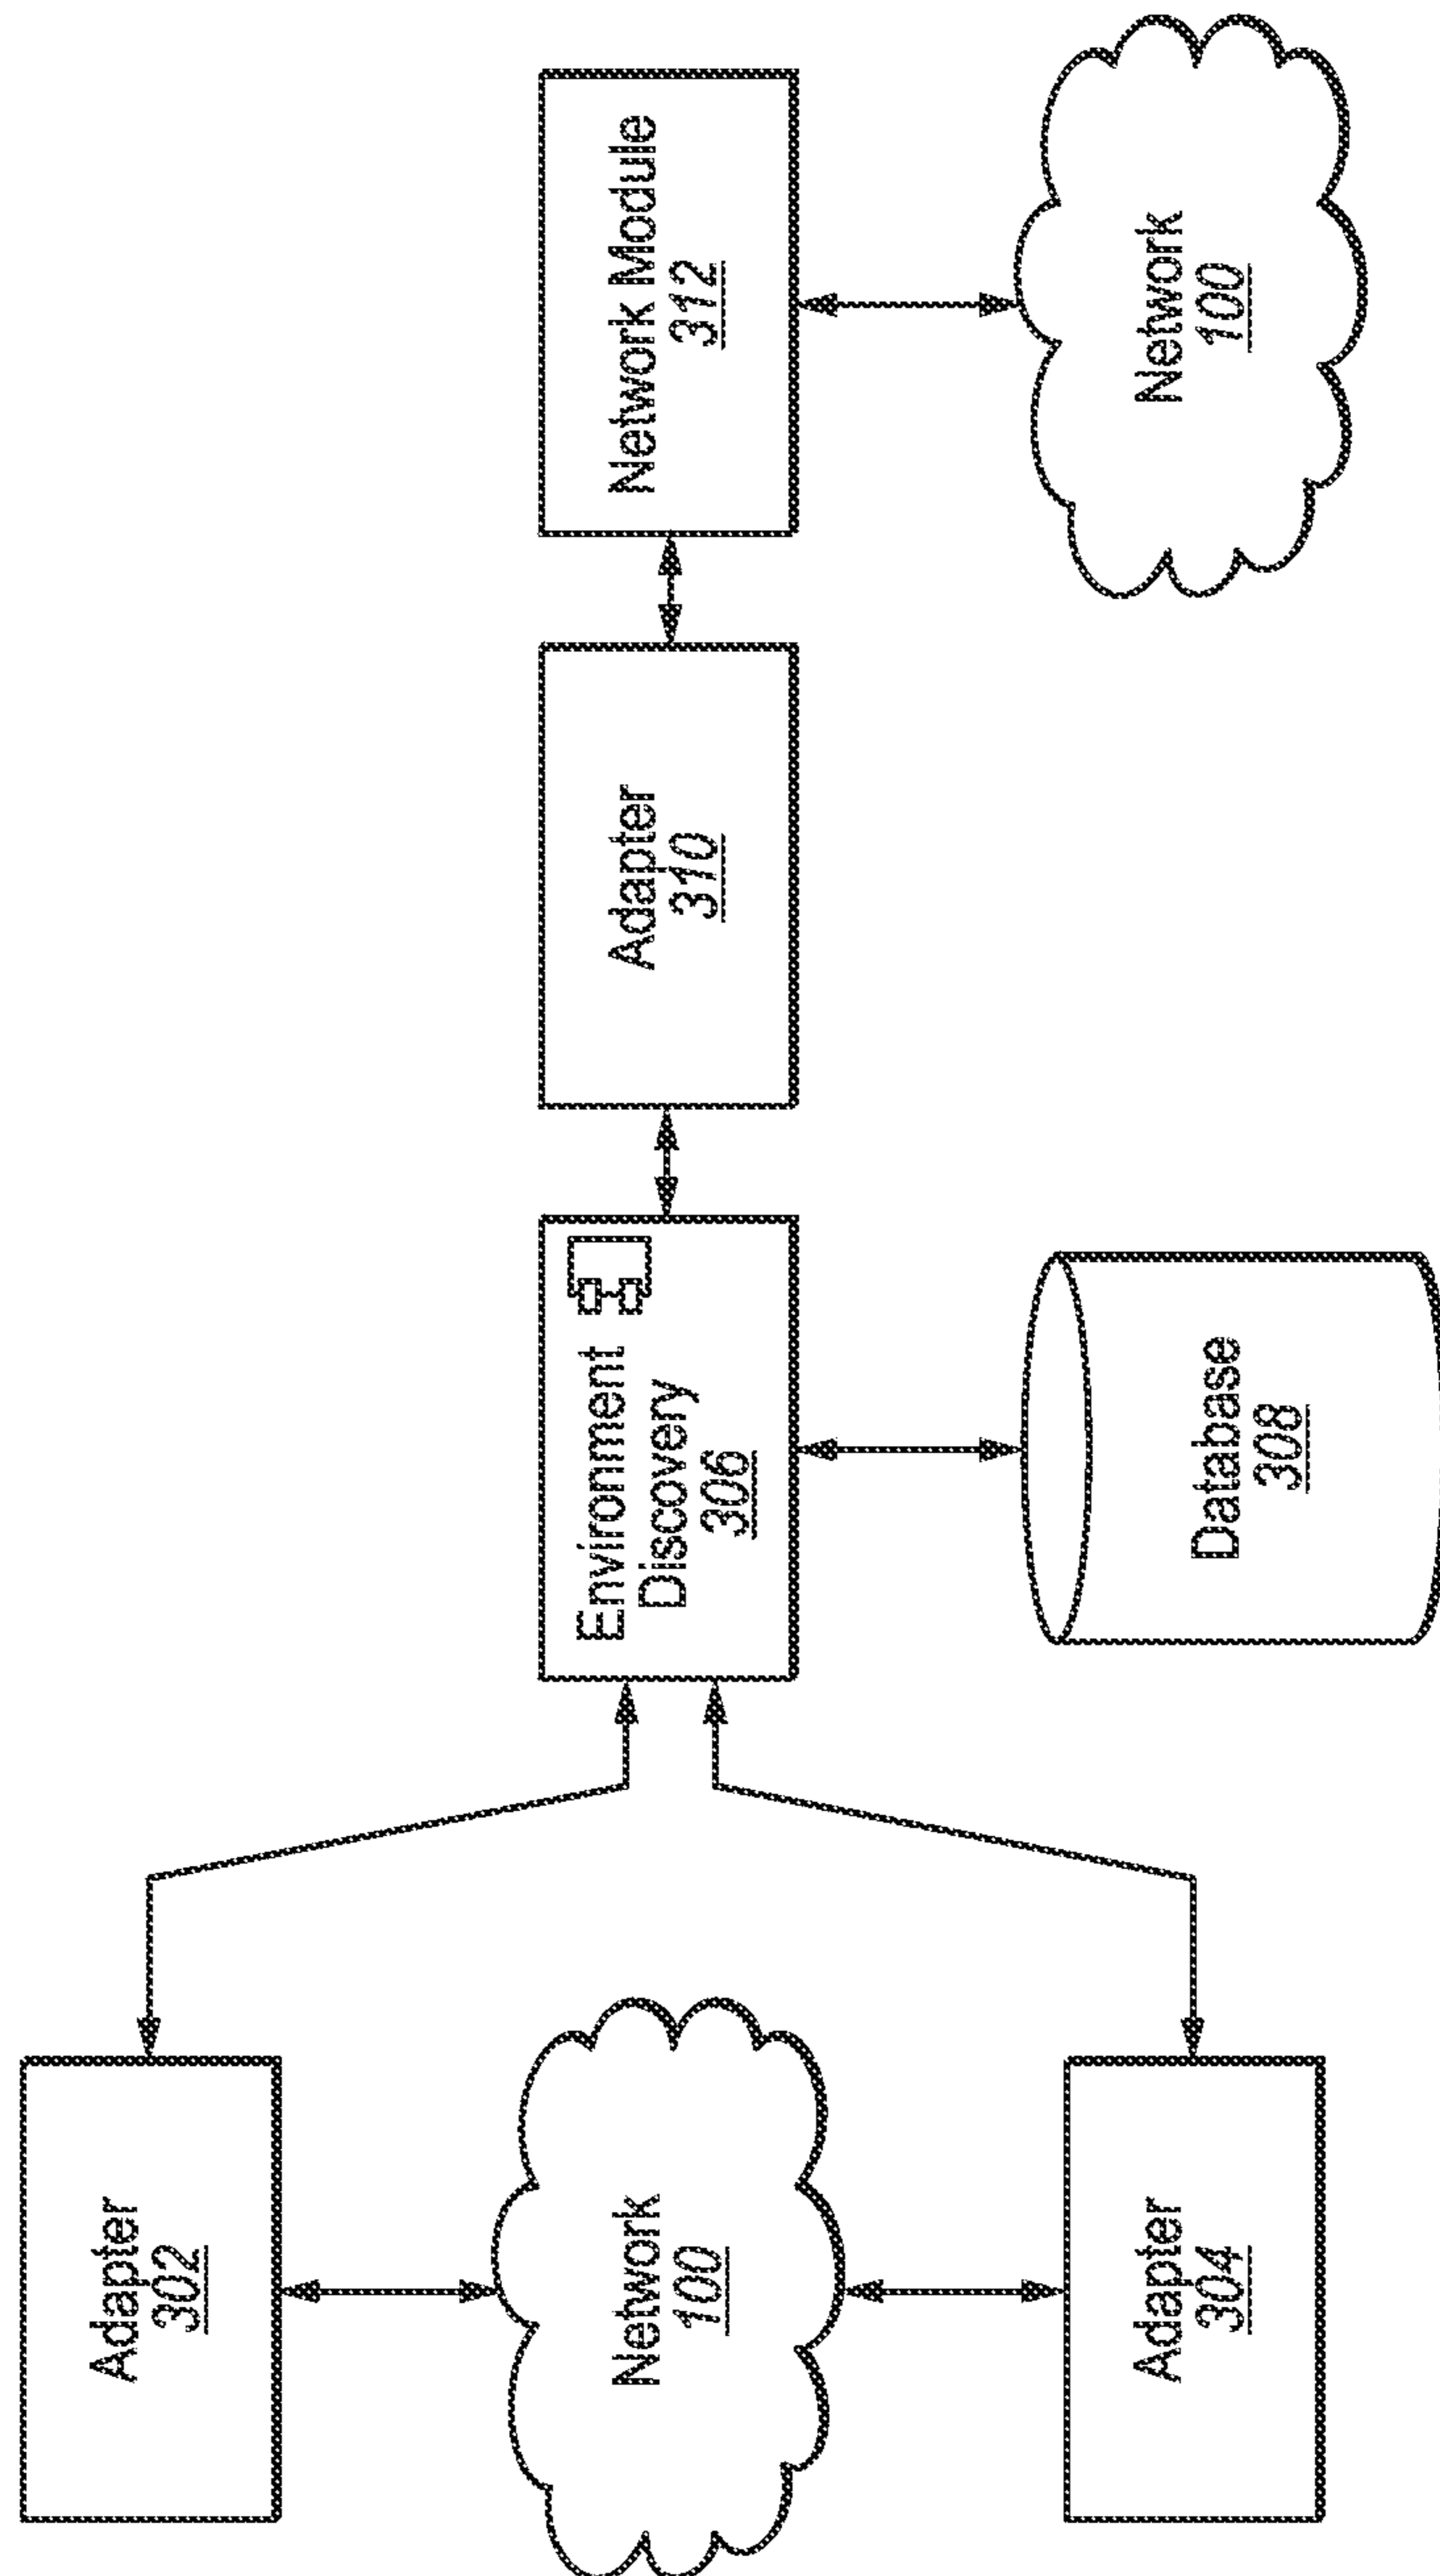 Adapter
302
Network
100
Adapter
304
Environment
Discovery
306
Database
308
Adapter
310
Network Module
312
Network
100